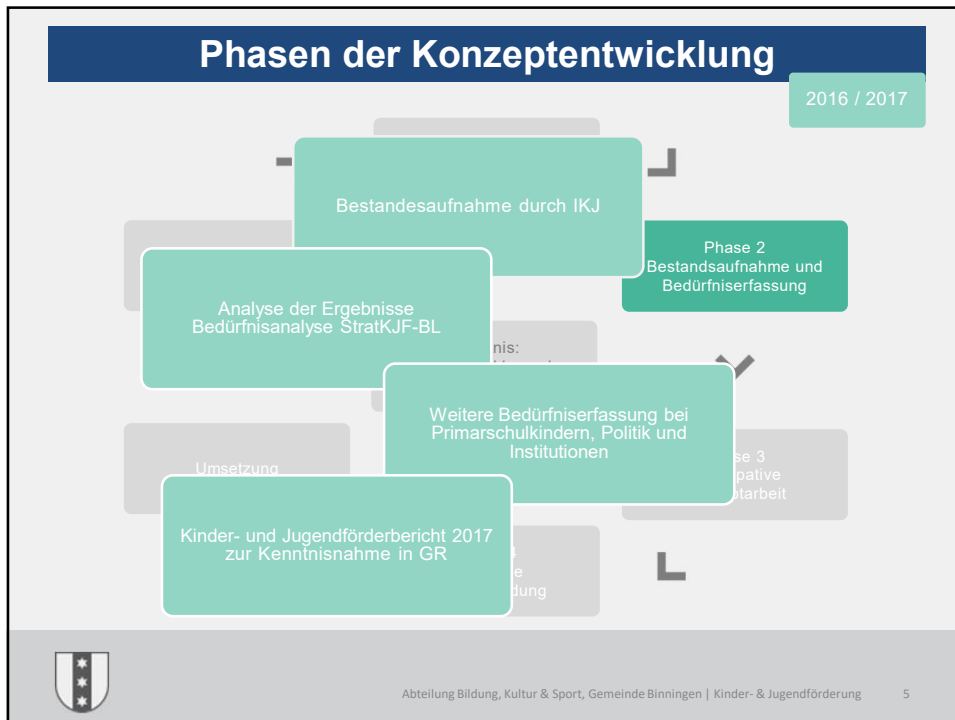 Phasen der Konzeptentwicklung
2016 / 2017
Bestandesaufnahme durch IKJ
Phase 2
Bestandsaufnahme und
Bedürfniserfassung
Analyse der Ergebnisse
Bedürfnisanalyse StratKJF-BL
Weitere Bedürfniserfassung bei
Primarschulkindern, Politik und
Institutionen
Umsetzung
3
Kinder- und Jugendförderbericht 2017
zur Kenntnisnahme in GR
Abteilung Bildung, Kultur & Sport, Gemeinde Binningen | Kinder- & Jugendförderung
5